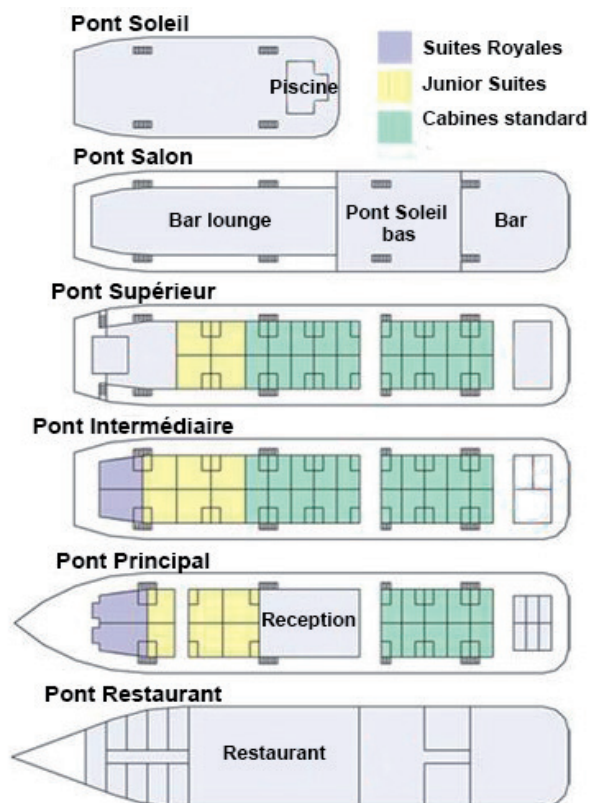 Pont Soleil
Piscine
Suites Royales
Junior Suites
Cabines standard
Pont Salon
Bar lounge
Pont Soleil
bas
Bar
Pont Supérieur
Pont Intermédiaire
Pont Principal
Reception
Pont Restaurant
Restaurant